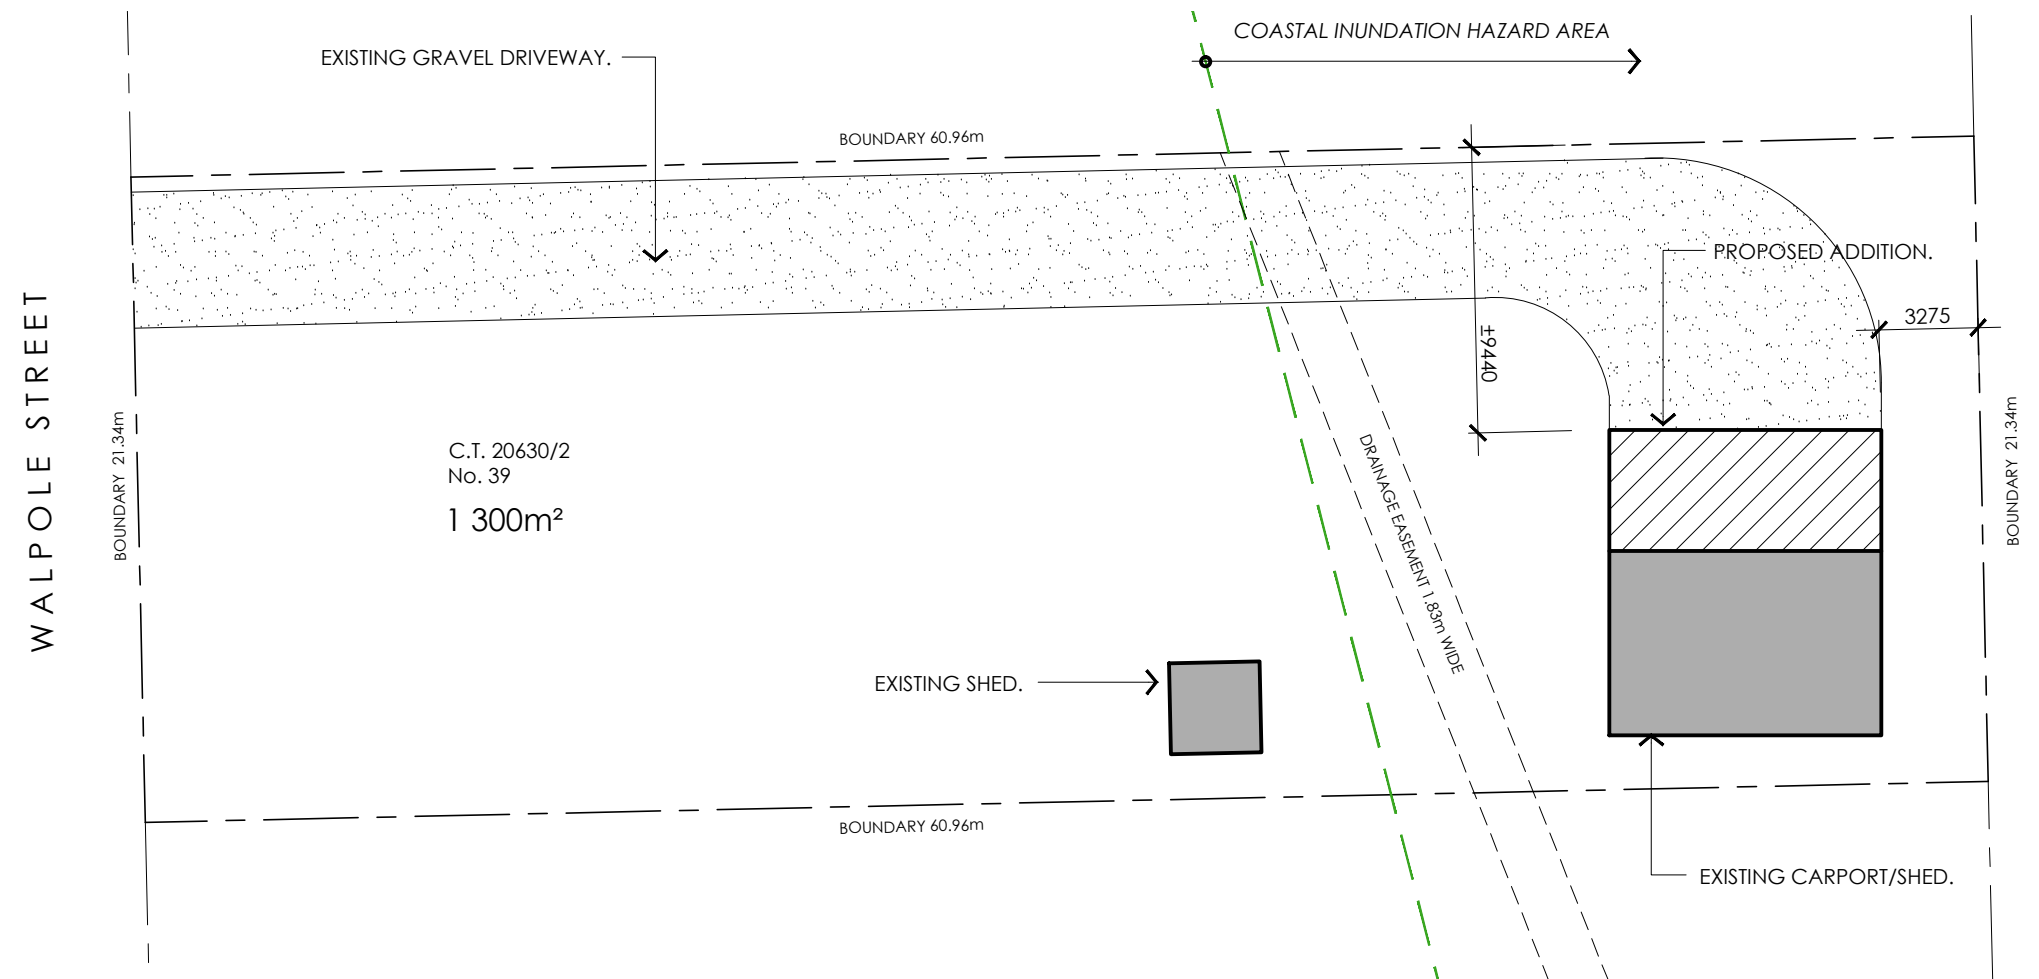 COASTAL INUNDATION HAZARD AREA
EXISTING GRAVEL DRIVEWAY.
BOUNDARY 60.96m
PROPOSED ADDITION.
3275
±9440
WALPOLE STREET
BOUNDARY 21.34m
C.T. 20630/2
No. 39
1 300m²
DRAINAGE EASEMENT 1.83m WIDE
BOUNDARY 21.34m
EXISTING SHED.
BOUNDARY 60.96m
EXISTING CARPORT/SHED.